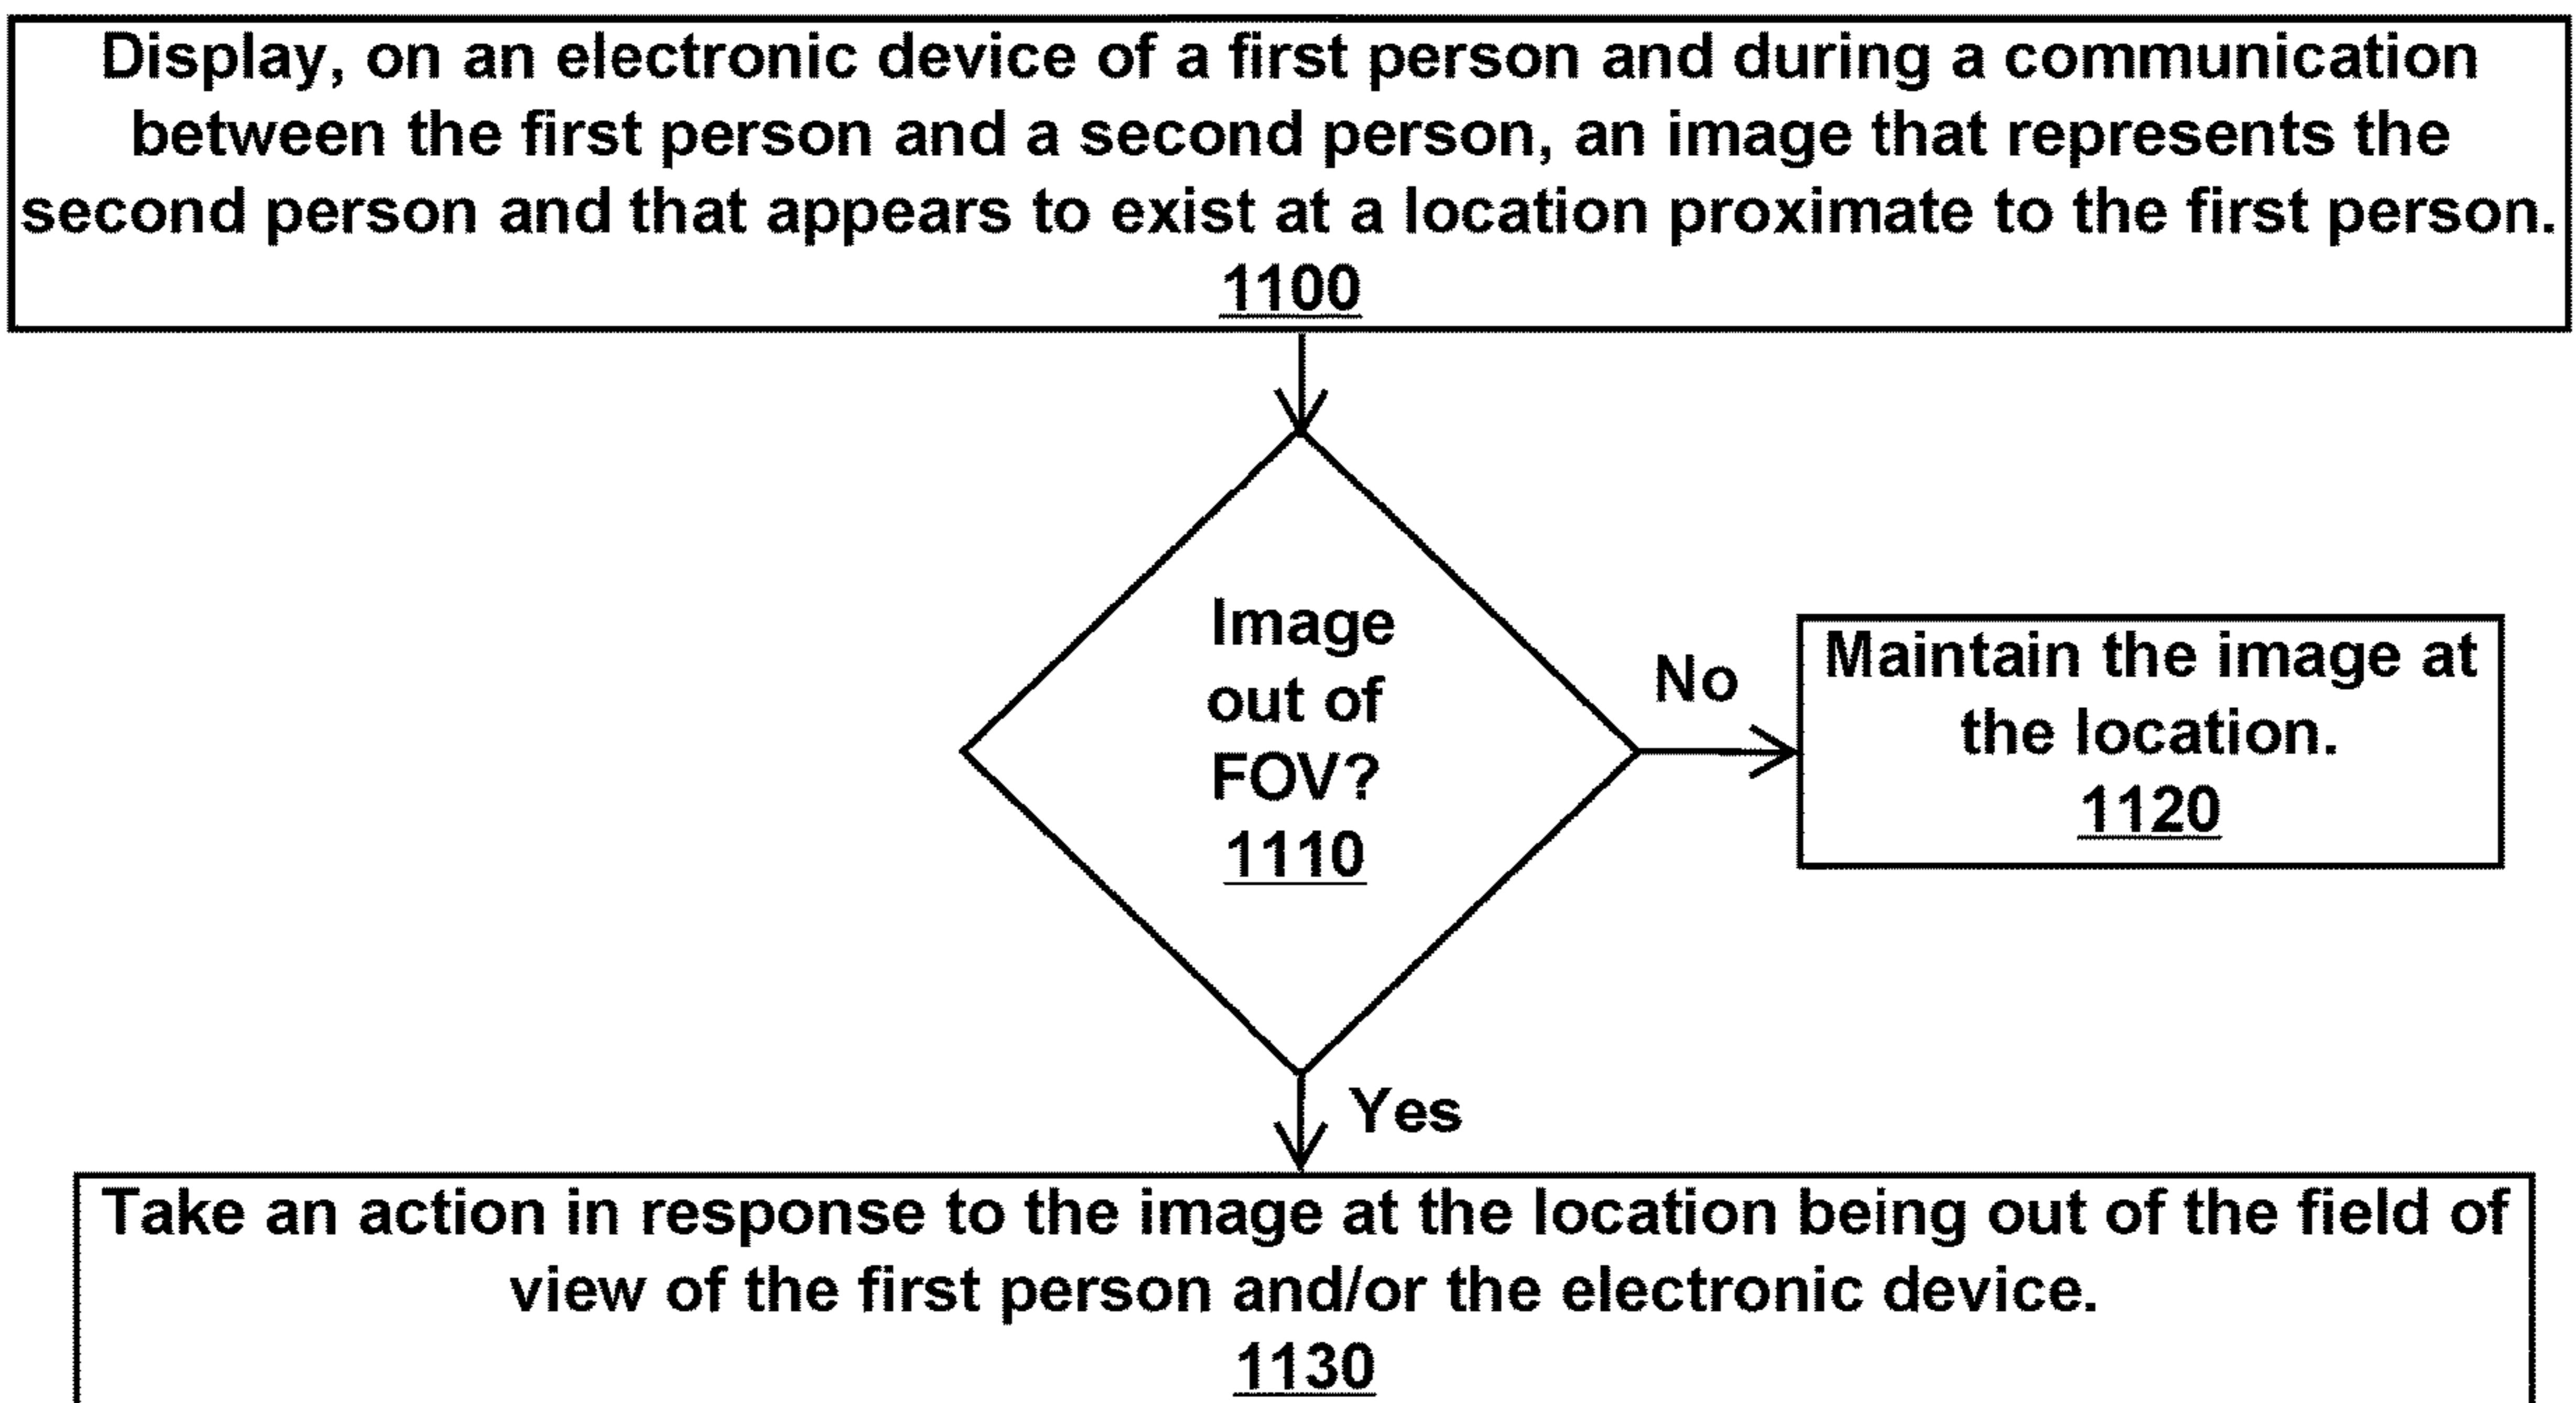 Display, on an electronic device of a first person and during a communication
between the first person and a second person, an image that represents the
second person and that appears to exist at a location proximate to the first person.
1100
Image
out of
FOV?
1110
No
Maintain the image at
the location.
1120
Yes
Take an action in response to the image at the location being out of the field of
view of the first person and/or the electronic device.
1130